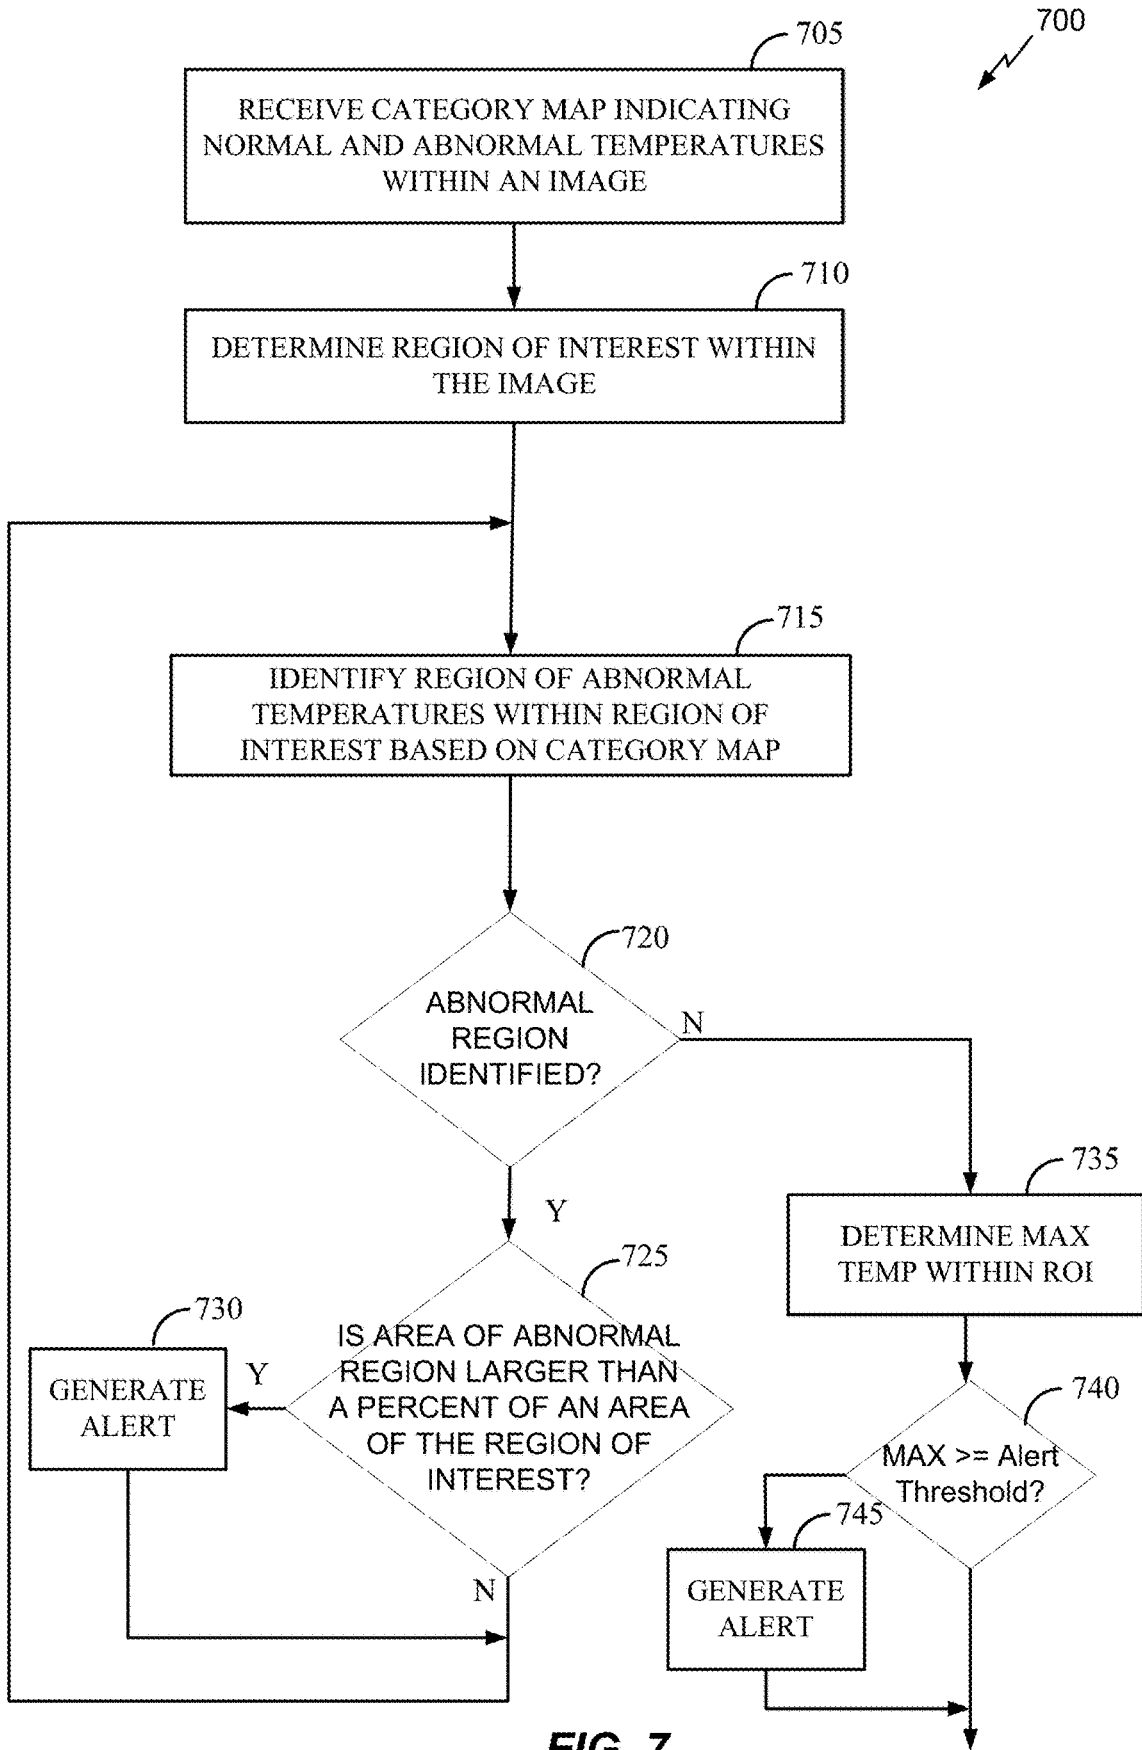 700
705
RECEIVE CATEGORY MAP INDICATING
NORMAL AND ABNORMAL TEMPERATURES
WITHIN AN IMAGE
710
DETERMINE REGION OF INTEREST WITHIN
THE IMAGE
715
IDENTIFY REGION OF ABNORMAL
TEMPERATURES WITHIN REGION OF
INTEREST BASED ON CATEGORY MAP
720
ABNORMAL
REGION
IDENTIFIED?
N
Y
735
DETERMINE MAX
TEMP WITHIN ROI
725
IS AREA OF ABNORMAL
REGION LARGER THAN
A PERCENT OF AN AREA
OF THE REGION OF
INTEREST?
Y
N
730
GENERATE
ALERT
740
MAX >= Alert
Threshold?
745
GENERATE
ALERT
FIG. 7